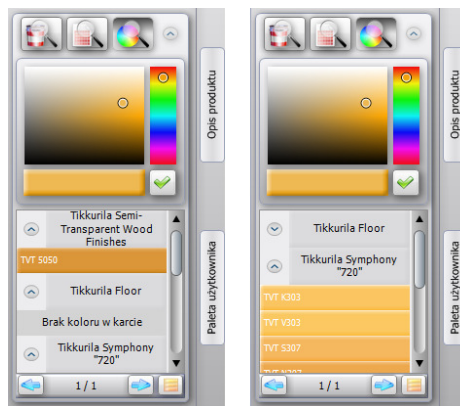 Opis produktu
Tikkurila Semi-
Transparent Wood
Finishes
TVT 5050
Tikkurila Floor
Brak koloru w karcie
Tikkurila Symphony
"720"
Paleta użytkownika
1 / 1
Opis produktu
Tikkurila Floor
Tikkurila Symphony
"720"
TVT K303
TVT V303
TVT S307
TVT N307
Paleta użytkownika
1 / 1